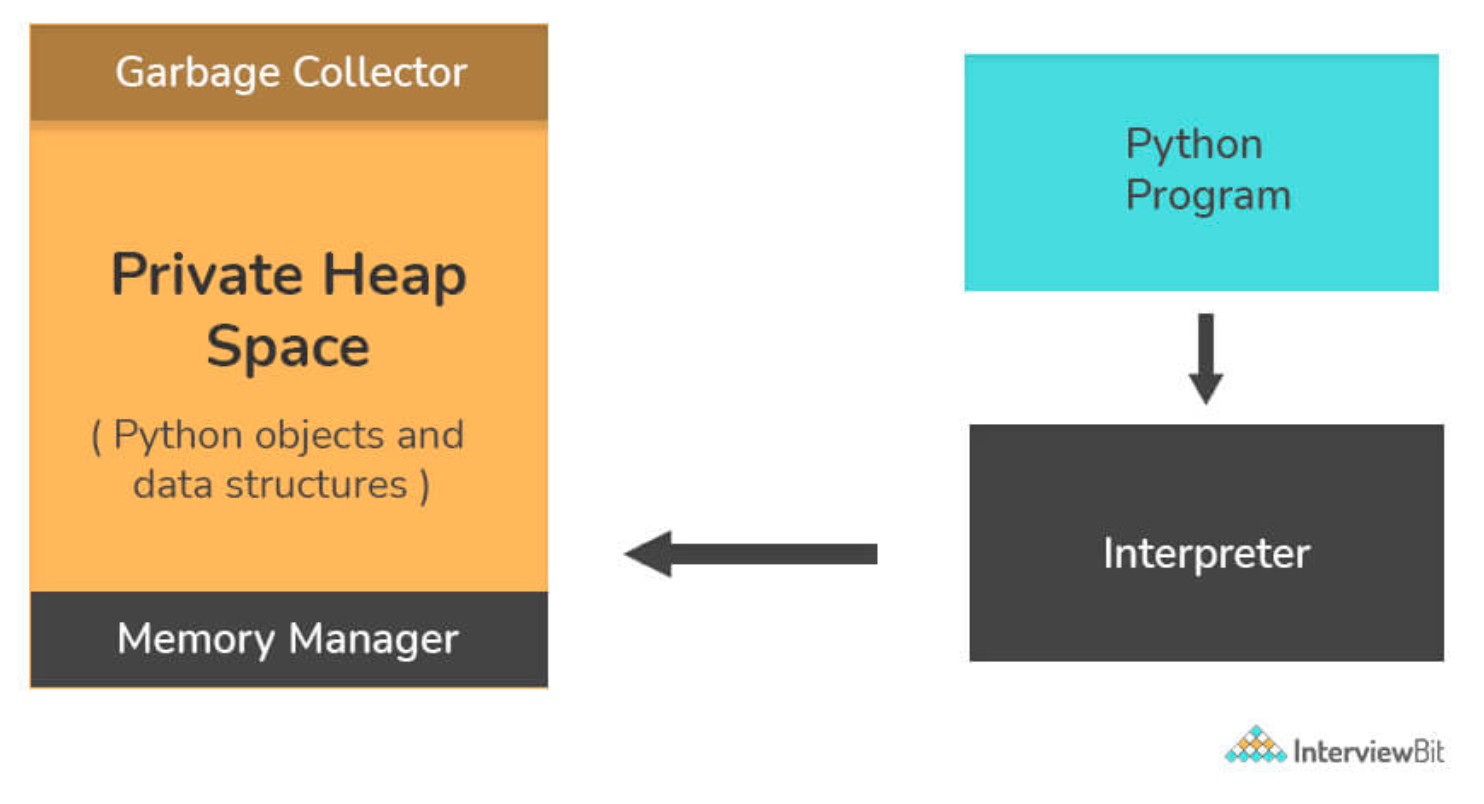 Garbage Collector
Private Heap
Space
( Python objects and
data structures )
Memory Manager
Python
Program
Interpreter
InterviewBit